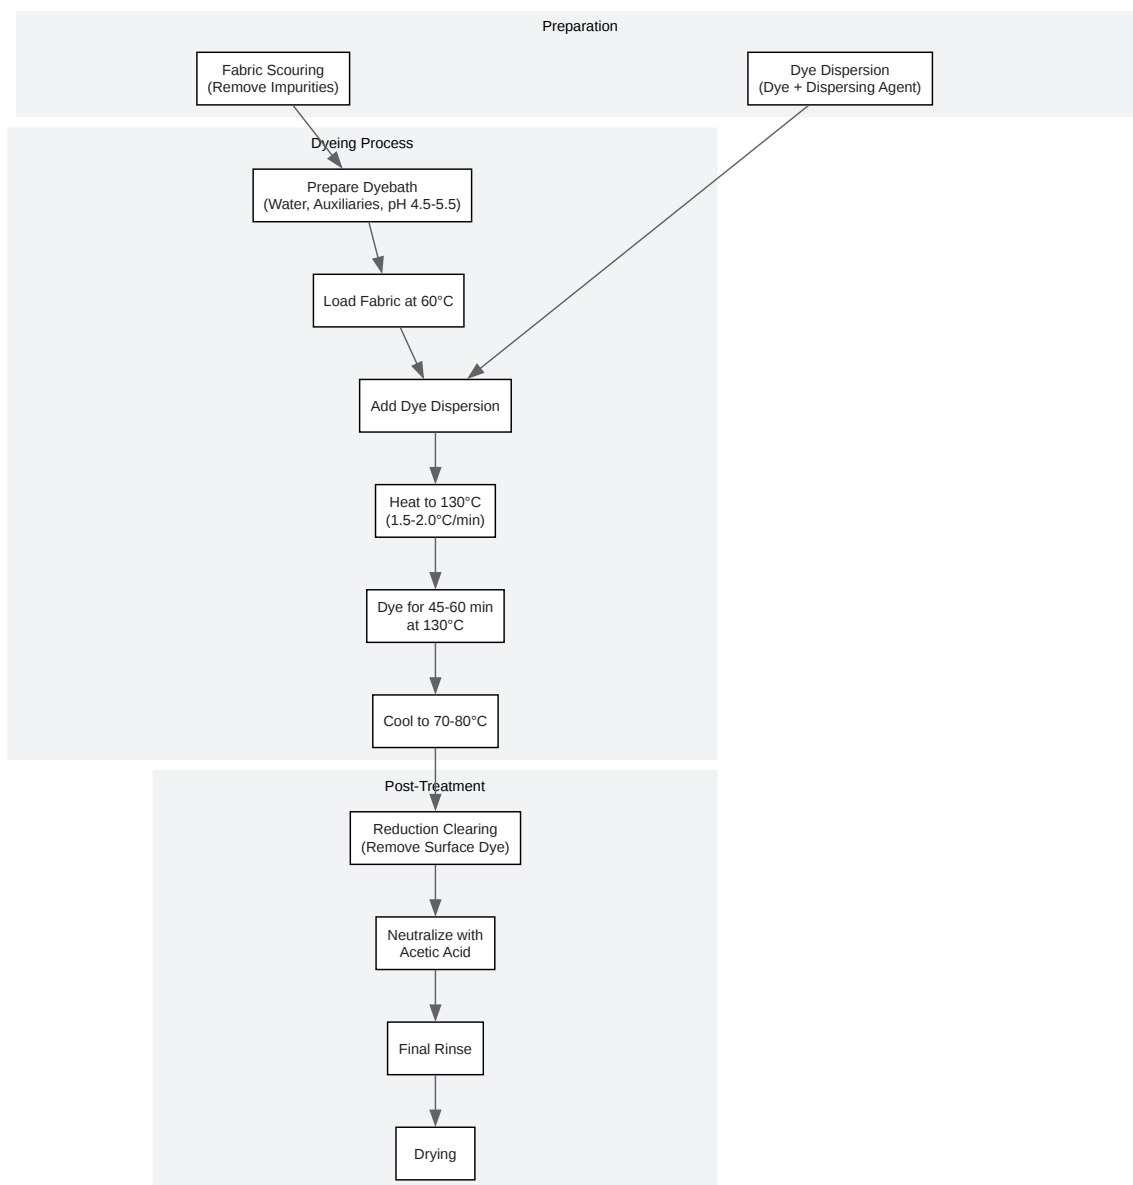 Preparation
Fabric Scouring
(Remove Impurities)
Dye Dispersion
(Dye + Dispersing Agent)
Dyeing Process
Prepare Dyebath
(Water, Auxiliaries, pH 4.5-5.5)
Load Fabric at 60°C
Add Dye Dispersion
Heat to 130°C
(1.5-2.0°C/min)
Dye for 45-60 min
at 130°C
Cool to 70-80°C
Post-Treatment
Reduction Clearing
(Remove Surface Dye)
Neutralize with
Acetic Acid
Final Rinse
Drying